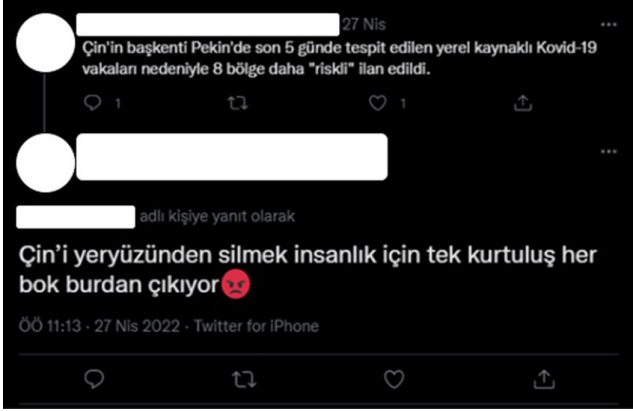 27 Nis
Çin'in başkenti Pekin'de son 5 günde tespit edilen yerel kaynaklı Kovid-19
vakaları nedeniyle 8 bölge daha "riskli" ilan edildi.
1 1
adlı kişiye yanıt olarak
Çin’i yeryüzünden silmek insanlık için tek kurtuluş her
bok burdan çıkıyor😡
ÖÖ 11:13 · 27 Nis 2022 · Twitter for iPhone